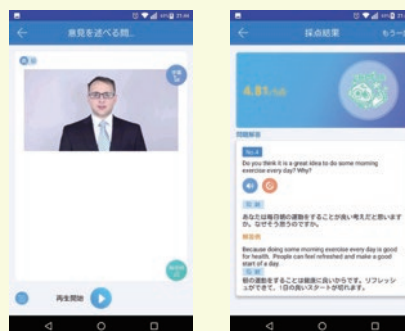 意見を述べる問...
再生開始
採点結果
もう一
4.81
問題解答
No.4
Do you think it is a great idea to do some morning
exercise every day? Why?
あなたは毎日朝の運動をすることが良い考えだと思います
か。なぜそう思うのですか。
解答例
Because doing some morning exercise every day is good
for health. People can feel refreshed and make a good
start of a day.
朝の運動をすることは健康に良いからです。リフレッシ
ュができて、1日の良いスタートが切れます。